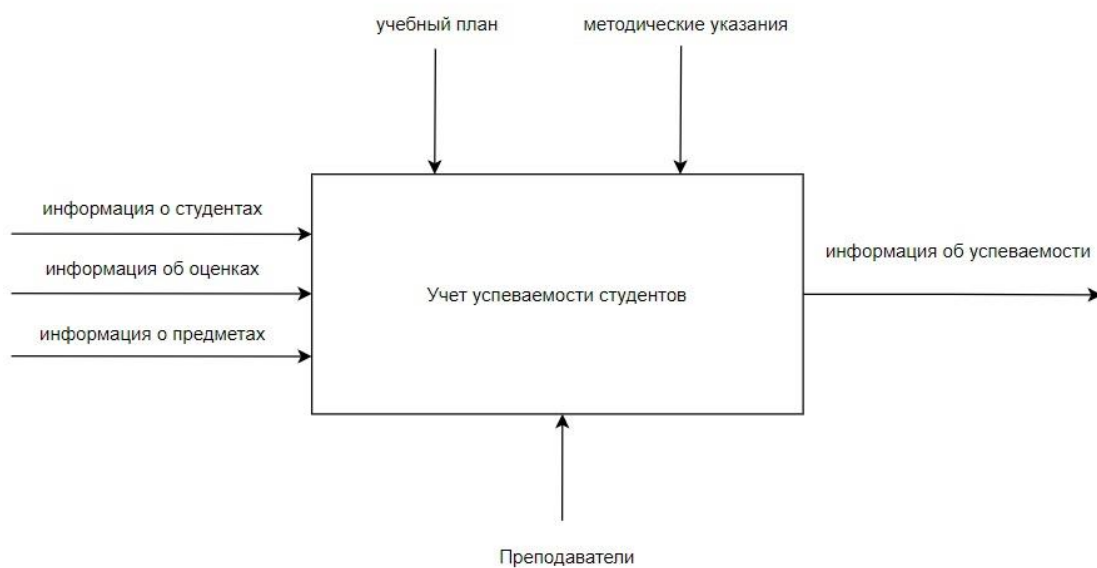 учебный план
методические указания
информация о студентах
информация об оценках
информация о предметах
Учет успеваемости студентов
информация об успеваемости
Преподаватели